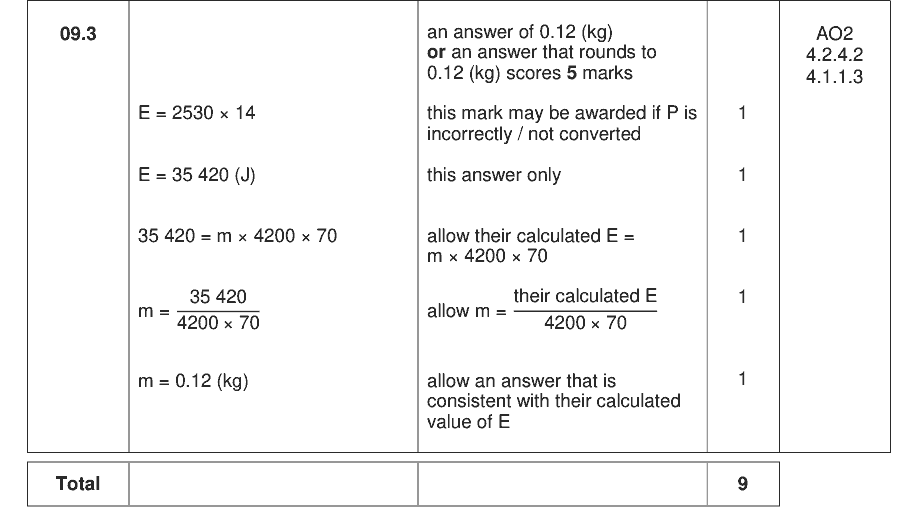 09.3
an answer of 0.12 (kg)
or an answer that rounds to
0.12 (kg) scores 5 marks
AO2
4.2.4.2
4.1.1.3
E = 2530 × 14
this mark may be awarded if P is
incorrectly / not converted
1
E = 35 420 (J)
this answer only
1
35 420 = m × 4200 × 70
allow their calculated E =
m × 4200 × 70
1
m = 35 420 / 4200 × 70
allow m = their calculated E / 4200 × 70
1
m = 0.12 (kg)
allow an answer that is
consistent with their calculated
value of E
1
Total
9